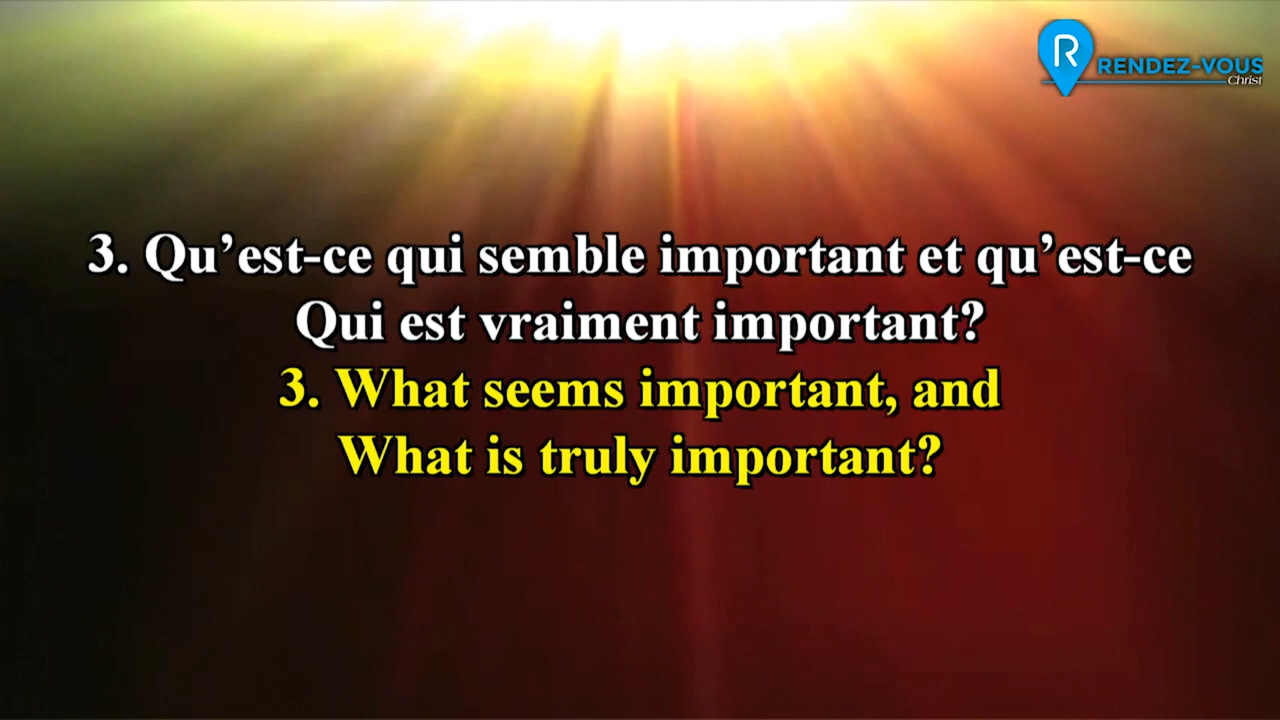 R RENDEZ-VOUS
Christ
3. Qu’est-ce qui semble important et qu’est-ce
Qui est vraiment important?
3. What seems important, and
What is truly important?